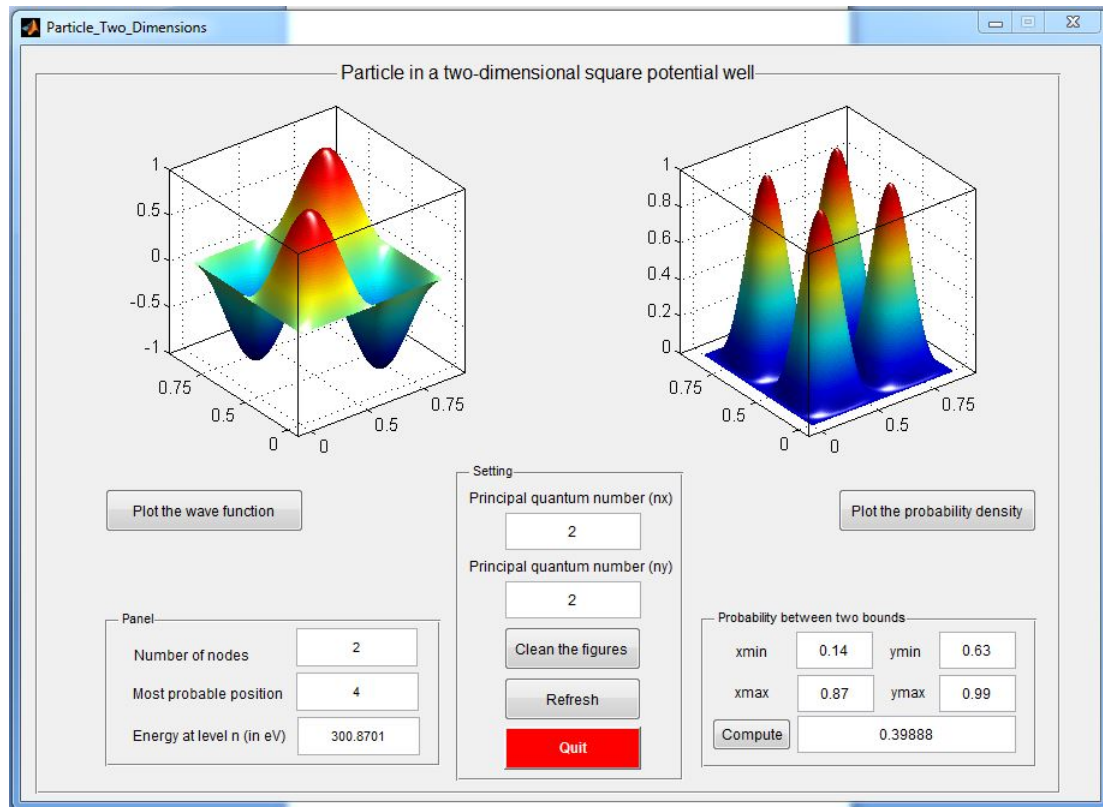 Particle_Two_Dimensions
Particle in a two-dimensional square potential well
1
0.5
0
-0.5
-1
0.75
0.5
0
0
0.5
0.75
1
0.8
0.6
0.4
0.2
0
0.75
0.5
0
0
0.5
0.75
Plot the wave function
Setting
Principal quantum number (nx)
2
Principal quantum number (ny)
2
Clean the figures
Refresh
Quit
Plot the probability density
Panel
Number of nodes 2
Most probable position 4
Energy at level n (in eV) 300.8701
Probability between two bounds
xmin 0.14 ymin 0.63
xmax 0.87 ymax 0.99
Compute 0.39888